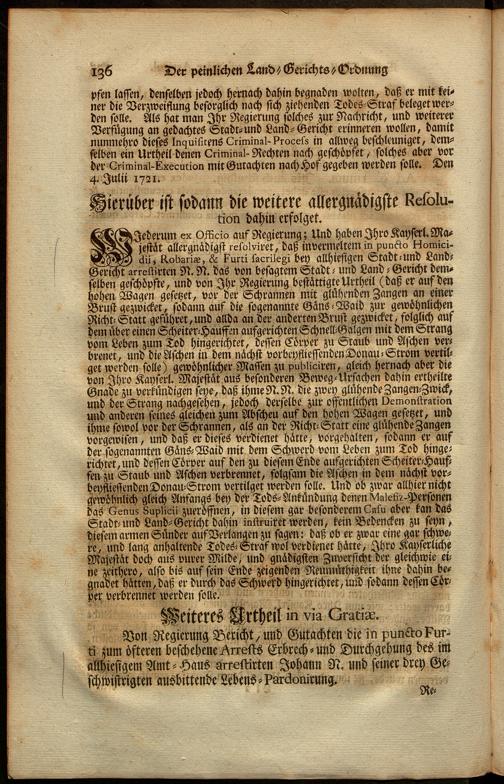 136 Der peinlichen Land-Gerichts-Ordnung
pfen lassen, denselben jedoch hernach dahin begnaden wolten, daß er mit kei-
ner die Verzweiflung besorglich nach sich ziehenden Todes-Straf beleget wer-
den solle. Als hat man Ihr Regierung solches zur Nachricht, und weiterer
Verfügung an gedachtes Stadt-und Land-Gericht erinneren wollen, damit
nunmehro dieses Inquisitens Criminal-Process in allweg beschleuniget, dem-
selben ein Urtheil denen Criminal-Rechten nach geschöpfet, solches aber vor
der Criminal-Execution mit Gutachten nach Hof gegeben werden solle. Den
4. Julii 1721.
Hierüber ist sodann die weitere allergnädigste Resolu-
tion dahin erfolget.
WIederum ex Officio auf Regierung; Und haben Ihro Kayserl. Ma-
jestät allergnädigst resolviret, daß invermeltem in puncto Homici-
dii, Robariæ, & Furti sacrilegi bey allhiesigen Stadt-und Land-
Gericht arrestirten N. N. das von besagtem Stadt-und Land-Gericht dem-
selben geschöpfte, und von Ihr Regierung bestättigte Urtheil (daß er auf den
hohen Wagen gesetzet, vor der Schrannen mit glühenden Zangen an einer
Brust gezwicket, sodann auf die sogenannte Gäns-Waid zur gewöhnlichen
Richt-Statt geführet, und allda an der anderten Brust gezwicket, folglich auf
dem über einen Scheiter-Hauffen aufgerichten Schnell-Galgen mit dem Strang
vom Leben zum Tod hingerichtet, dessen Cörper zu Staub und Aschen ver-
brenet, und die Aschen in dem nächst vorbeyfliessenden Donau-Strom vertil-
get werden solle) gewöhnlicher Massen zu publiciren, gleich hernach aber die
von Ihro Kayserl. Majestät aus besonderen Beweg-Ursachen dahin ertheilte
Gnade zu verkündigen seye, daß ihme N. N. die zwey glühende Zangen-Zwick,
und der Strang nachgesehen, jedoch derselbe zur offentlichen Demonstration
und anderen seines gleichen zum Abscheu auf den hohen Wagen gesetzet, und
ihme sowol vor der Schrannen, als an der Richt-Statt eine glühende Zangen
vorgewisen, und daß er dieses verdienet hätte, vorgehalten, sodann er auf
der sogenannten Gäns-Waid mit dem Schwerd vom Leben zum Tod hinge-
richtet, und dessen Cörper auf den zu diesem Ende aufgerichten Scheiter-Hauf-
fen zu Staub und Aschen verbrennet, folgsam die Aschen in dem nächst vor-
beyfliessenden Donau-Strom vertilget werden solle. Und ob zwar allhier nicht
gewöhnlich gleich Anfangs bey der Tods-Ankündung denen Malefiz-Personen
das Genus Suplicii zueröffnen, in diesem gar besonderem Casu aber kan das
Stadt-und Land-Gericht dahin instruiret werden, kein Bedencken zu seyn,
diesem armen Sünder auf Verlangen zu sagen: daß ob er zwar eine gar schwe-
re, und lang anhaltende Todes-Straf wol verdienet hätte, Ihro Kayserliche
Majestät doch aus purer Milde, und gnädigsten Zuversicht der gleichwie ei-
ne zeithero, also bis auf sein Ende zeigenden Reumüthigkeit ihne dahin be-
gnadet hätten, daß er durch das Schwerd hingerichtet, und sodann dessen Cör-
per verbrennet werden solle.
Weiteres Urtheil in via Gratiæ.
Von Regierung Bericht, und Gutachten die in puncto Fur-
ti zum öfteren beschehene Arrests Erbrech-und Durchgehung des im
allhiesigem Amt-Haus arrestirten Johann N. und seiner drey Ge-
schwistrigten ausbittende Lebens-Pardonirung.
Re-